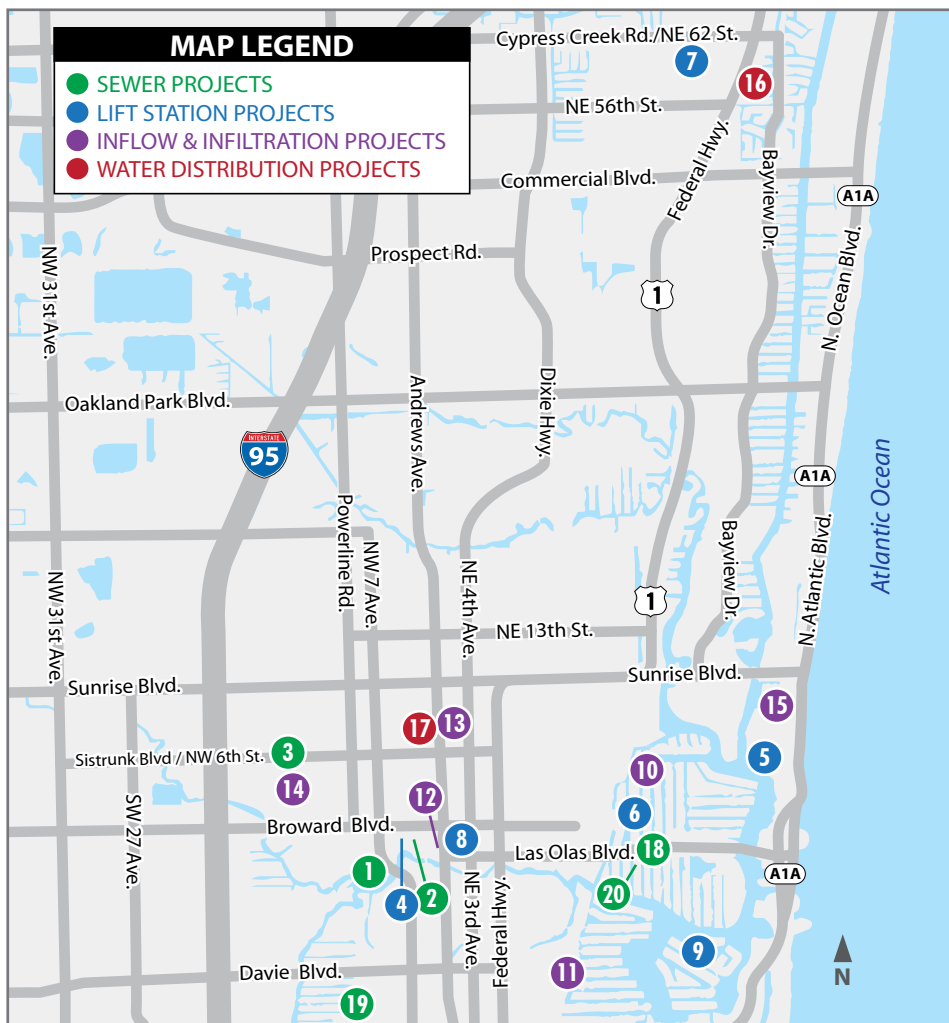 MAP LEGEND
SEWER PROJECTS
LIFT STATION PROJECTS
INFLOW & INFILTRATION PROJECTS
WATER DISTRIBUTION PROJECTS
Cypress Creek Rd./NE 62 St.
7
16
NE 56th St.
Federal Hwy.
Bayview Dr.
Commercial Blvd.
A1A
NW 31st Ave.
Prospect Rd.
N. Ocean Blvd.
1
Dixie Hwy.
Andrews Ave.
Oakland Park Blvd.
INTERSTATE
95
A1A
Atlantic Ocean
Powerline Rd.
NW 7 Ave.
NE 4th Ave.
Bayview Dr.
N. Atlantic Blvd.
NW 31st Ave.
1
NE 13th St.
Sunrise Blvd.
Sunrise Blvd.
15
17
13
Sistrunk Blvd / NW 6th St.
3
5
14
10
12
6
SW 27 Ave.
Broward Blvd.
8
Las Olas Blvd.
18
1
A1A
4
2
20
NE 3rd Ave.
Federal Hwy.
9
Davie Blvd.
11
N
19